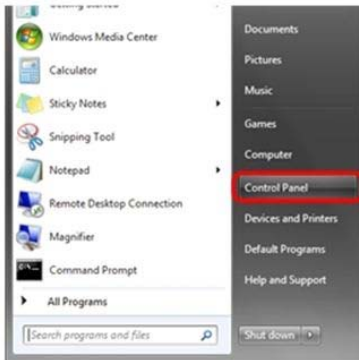 Windows Media Center
Calculator
Sticky Notes
Snipping Tool
Notepad
Remote Desktop Connection
Magnifier
Command Prompt
All Programs
Search programs and files
Documents
Pictures
Music
Games
Computer
Control Panel
Devices and Printers
Default Programs
Help and Support
Shut down